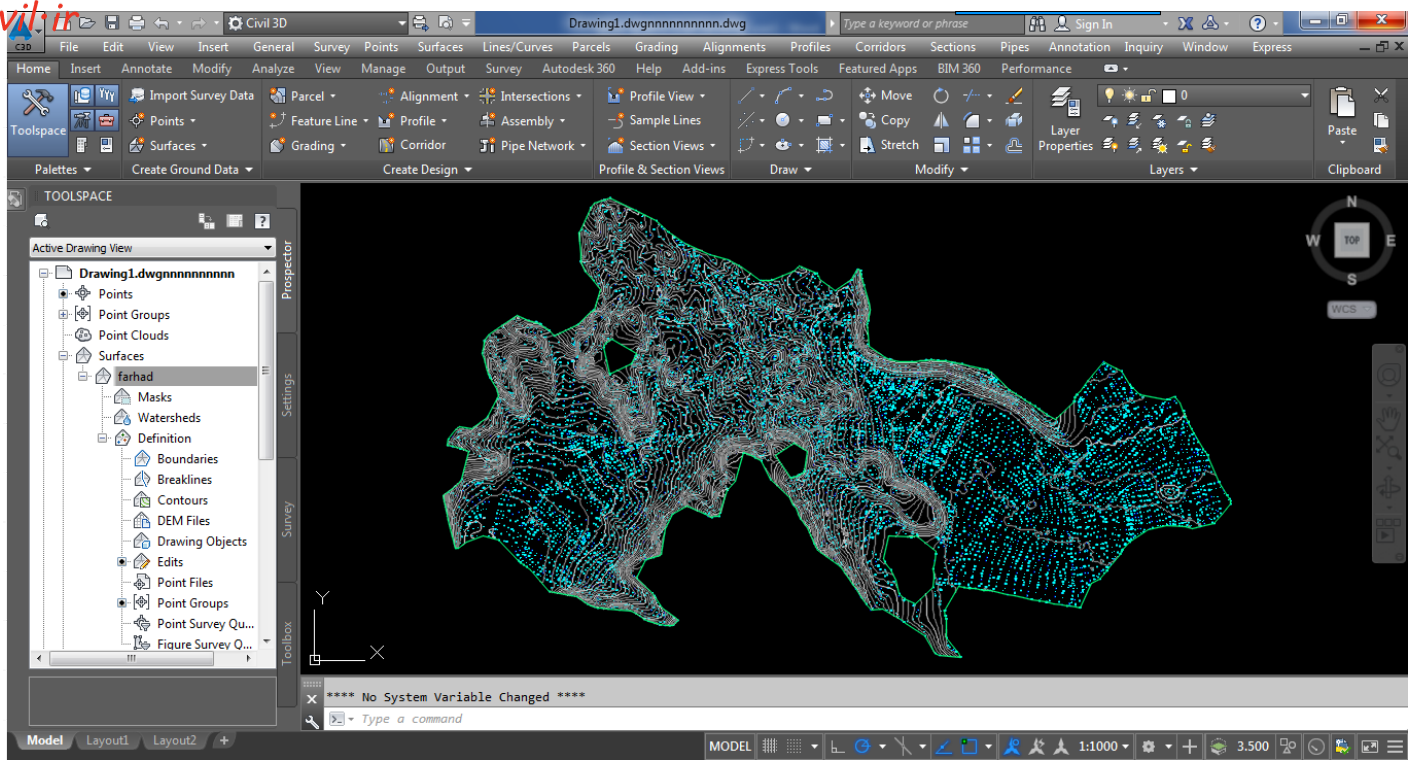 vil.ir
Civil 3D
Drawing1.dwgnnnnnnnnnn.dwg
Type a keyword or phrase
Sign In
C3D
File Edit View Insert General Survey Points Surfaces Lines/Curves Parcels Grading Alignments Profiles Corridors Sections Pipes Annotation Inquiry Window Express
Home Insert Annotate Modify Analyze View Manage Output Survey Autodesk 360 Help Add-ins Express Tools Featured Apps BIM 360 Performance
Import Survey Data Parcel Alignment Intersections Profile View Move 0
Toolspace Points Feature Line Profile Assembly Sample Lines Copy Layer Properties Paste
Surfaces Grading Corridor Pipe Network Section Views Stretch
Palettes Create Ground Data Create Design Profile & Section Views Draw Modify Layers Clipboard
TOOLSPACE
Active Drawing View
Drawing1.dwgnnnnnnnnnn
Points
Point Groups
Point Clouds
Surfaces
farhad
Masks
Watersheds
Definition
Boundaries
Breaklines
Contours
DEM Files
Drawing Objects
Edits
Point Files
Point Groups
Point Survey Qu...
Figure Survey Q...
Prospector
Settings
Survey
Toolbox
N
W TOP E
S
WCS
Y
X
**** No System Variable Changed ****
Type a command
Model Layout1 Layout2 +
MODEL 1:1000 3.500